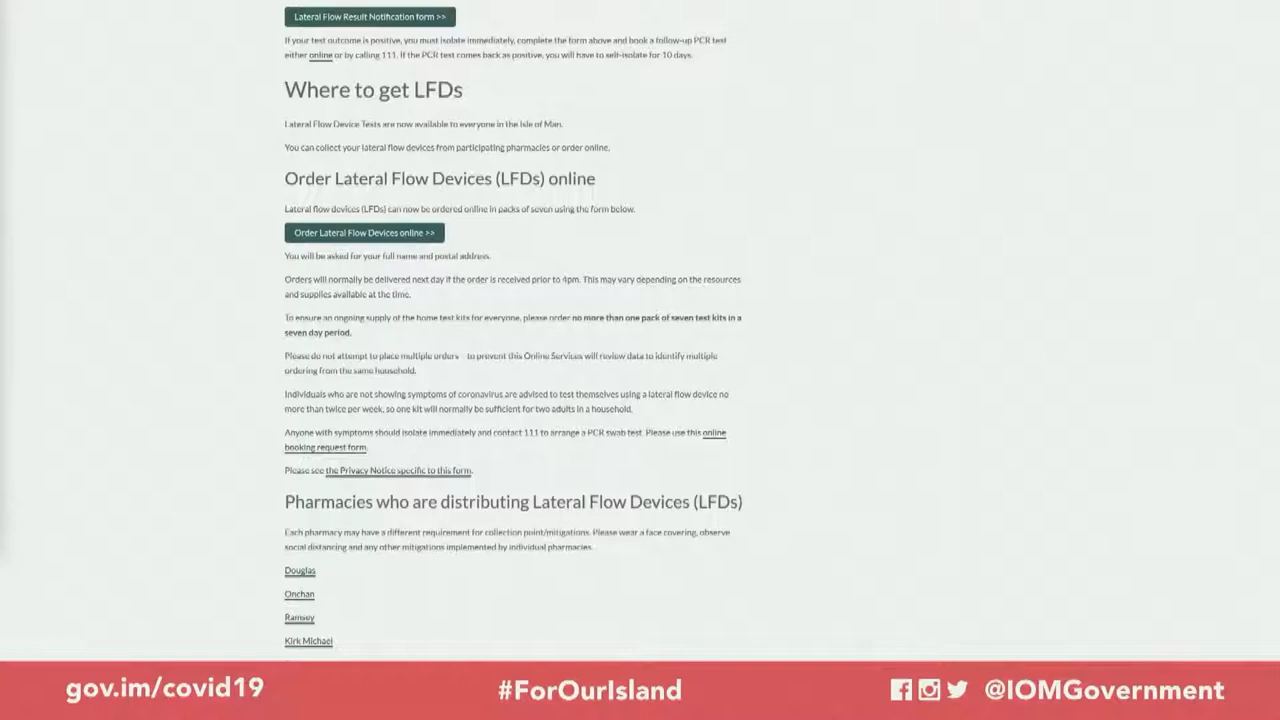 Lateral Flow Result Notification form >>
If your test outcome is positive, you must isolate immediately, complete the form above and book a follow-up PCR test
either online or by calling 111. If the PCR test comes back as positive, you will have to self-isolate for 10 days.
Where to get LFDs
Lateral Flow Device Tests are now available to everyone in the Isle of Man.
You can collect your lateral flow devices from participating pharmacies or order online.
Order Lateral Flow Devices (LFDs) online
Lateral flow devices (LFDs) can now be ordered online in packs of seven using the form below.
Order Lateral Flow Devices online >>
You will be asked for your full name and postal address.
Orders will normally be delivered next day if the order is received prior to 4pm. This may vary depending on the resources
and supplies available at the time.
To ensure an ongoing supply of the home test kits for everyone, please order no more than one pack of seven test kits in a
seven day period.
Please do not attempt to place multiple orders - to prevent this Online Services will review data to identify multiple
ordering from the same household.
Individuals who are not showing symptoms of coronavirus are advised to test themselves using a lateral flow device no
more than twice per week, so one kit will normally be sufficient for two adults in a household.
Anyone with symptoms should isolate immediately and contact 111 to arrange a PCR swab test. Please use this online
booking request form.
Please see the Privacy Notice specific to this form.
Pharmacies who are distributing Lateral Flow Devices (LFDs)
Each pharmacy may have a different requirement for collection point/mitigations. Please wear a face covering, observe
social distancing and any other mitigations implemented by individual pharmacies.
Douglas
Onchan
Ramsey
Kirk Michael
gov.im/covid19
#ForOurIsland
@IOMGovernment